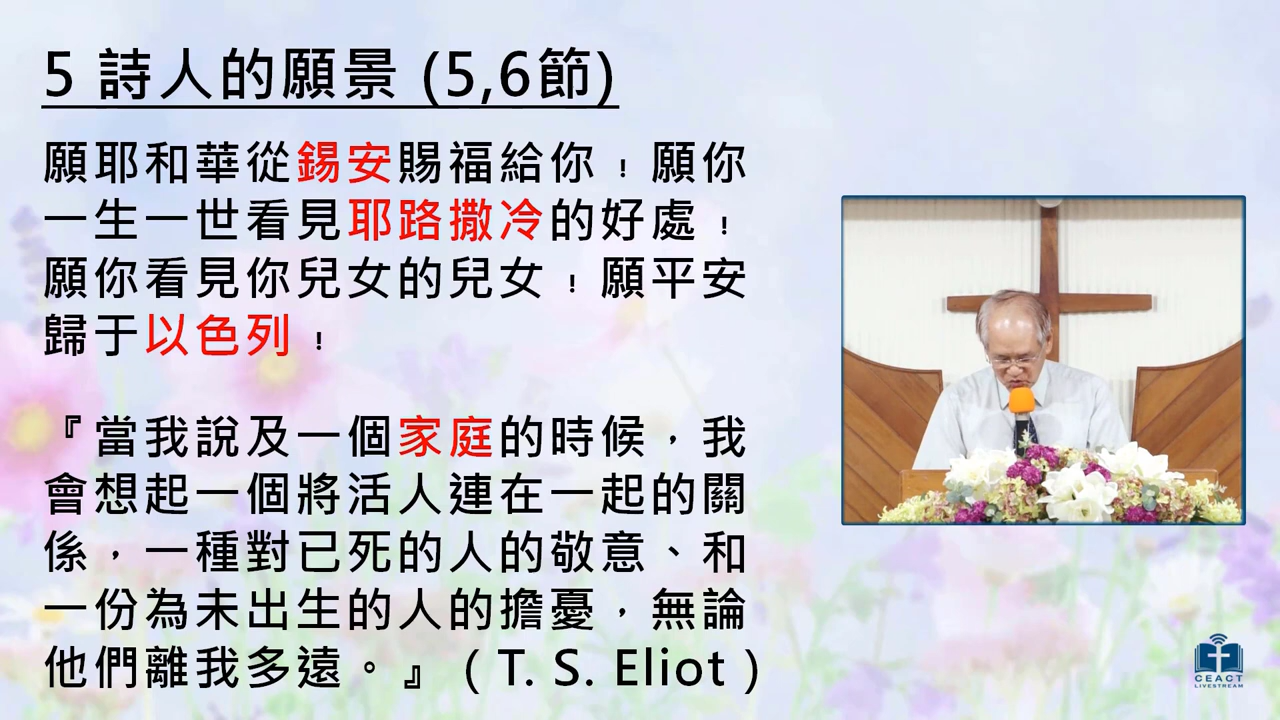 5 詩人的願景 (5,6節)
願耶和華從錫安賜福給你﹗願你
一生一世看見耶路撒冷的好處﹗
願你看見你兒女的兒女﹗願平安
歸于以色列﹗
『當我說及一個家庭的時候，我
會想起一個將活人連在一起的關
係，一種對已死的人的敬意、和
一份為未出生的人的擔憂，無論
他們離我多遠。』 ( T. S. Eliot )
CEACT
LIVESTREAM